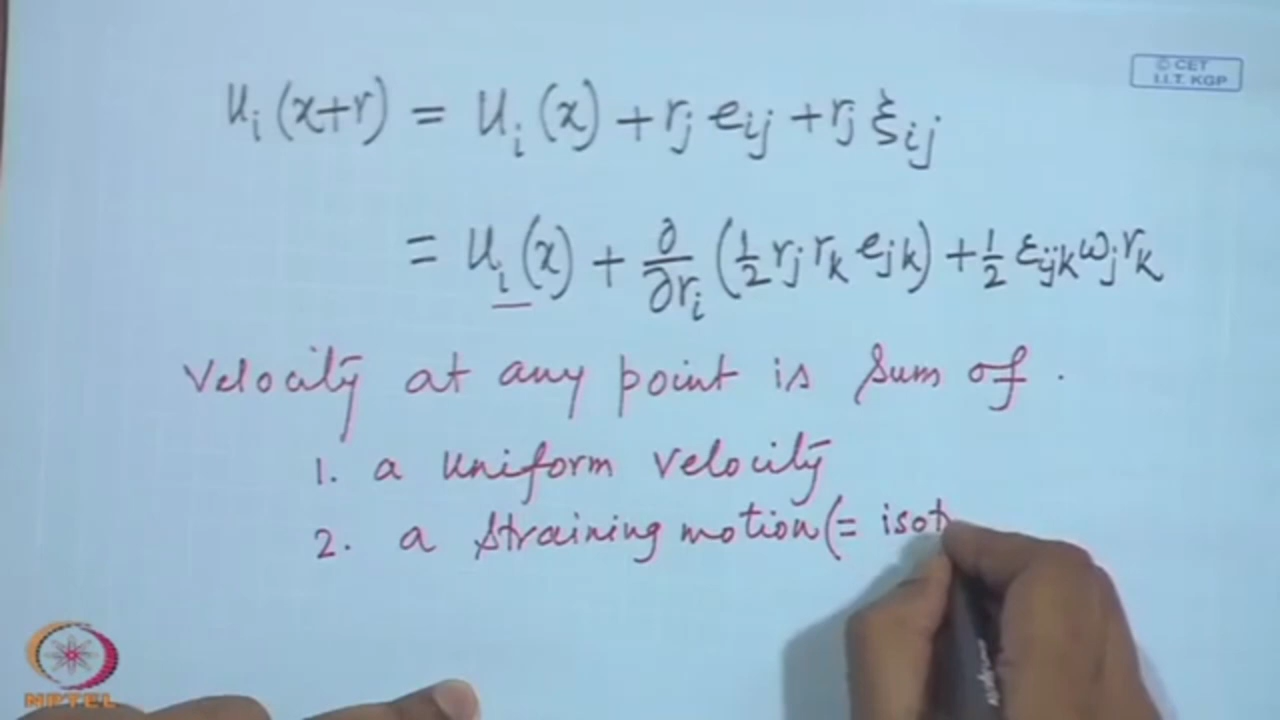 © CET
I.I.T. KGP
u_i (x+r) = u_i (x) + r_j e_ij + r_j ξ_ij
= u_i (x) + ∂/∂r_i (1/2 r_j r_k e_jk) + 1/2 ε_ijk ω_j r_k
Velocity at any point is sum of .
1. a uniform velocity
2. a straining motion (= isot
NPTEL